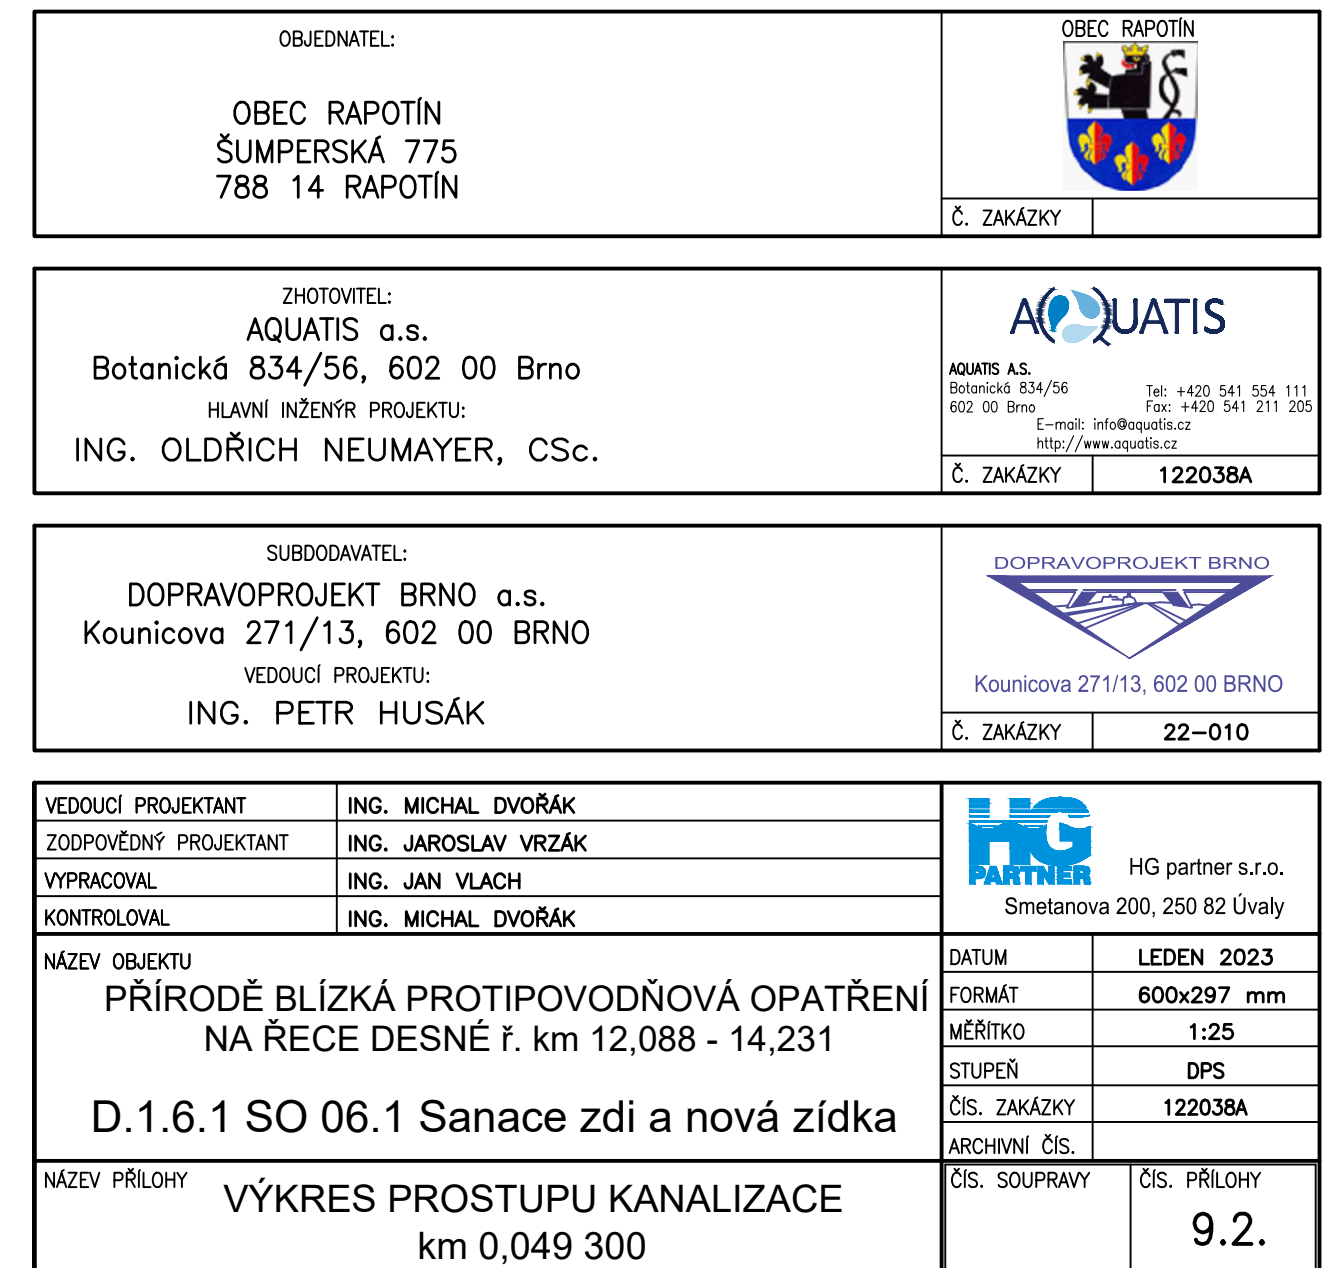 OBJEDNATEL:
OBEC RAPOTÍN
ŠUMPERSKÁ 775
788 14 RAPOTÍN
OBEC RAPOTÍN
Č. ZAKÁZKY
ZHOTOVITEL:
AQUATIS a.s.
Botanická 834/56, 602 00 Brno
HLAVNÍ INŽENÝR PROJEKTU:
ING. OLDŘICH NEUMAYER, CSc.
AQUATIS
AQUATIS A.S.
Botanická 834/56
602 00 Brno
Tel: +420 541 554 111
Fax: +420 541 211 205
E-mail: info@aquatis.cz
http://www.aquatis.cz
Č. ZAKÁZKY 122038A
SUBDODAVATEL:
DOPRAVOPROJEKT BRNO a.s.
Kounicova 271/13, 602 00 BRNO
VEDOUCÍ PROJEKTU:
ING. PETR HUSÁK
DOPRAVOPROJEKT BRNO
Kounicova 271/13, 602 00 BRNO
Č. ZAKÁZKY 22-010
VEDOUCÍ PROJEKTANT ING. MICHAL DVOŘÁK
ZODPOVĚDNÝ PROJEKTANT ING. JAROSLAV VRZÁK
VYPRACOVAL ING. JAN VLACH
KONTROLOVAL ING. MICHAL DVOŘÁK
HG
PARTNER
HG partner s.r.o.
Smetanova 200, 250 82 Úvaly
NÁZEV OBJEKTU
PŘÍRODĚ BLÍZKÁ PROTIPOVODŇOVÁ OPATŘENÍ
NA ŘECE DESNÉ ř. km 12,088 - 14,231
D.1.6.1 SO 06.1 Sanace zdi a nová zídka
DATUM LEDEN 2023
FORMÁT 600x297 mm
MĚŘÍTKO 1:25
STUPEŇ DPS
ČÍS. ZAKÁZKY 122038A
ARCHIVNÍ ČÍS.
NÁZEV PŘÍLOHY
VÝKRES PROSTUPU KANALIZACE
km 0,049 300
ČÍS. SOUPRAVY
ČÍS. PŘÍLOHY
9.2.